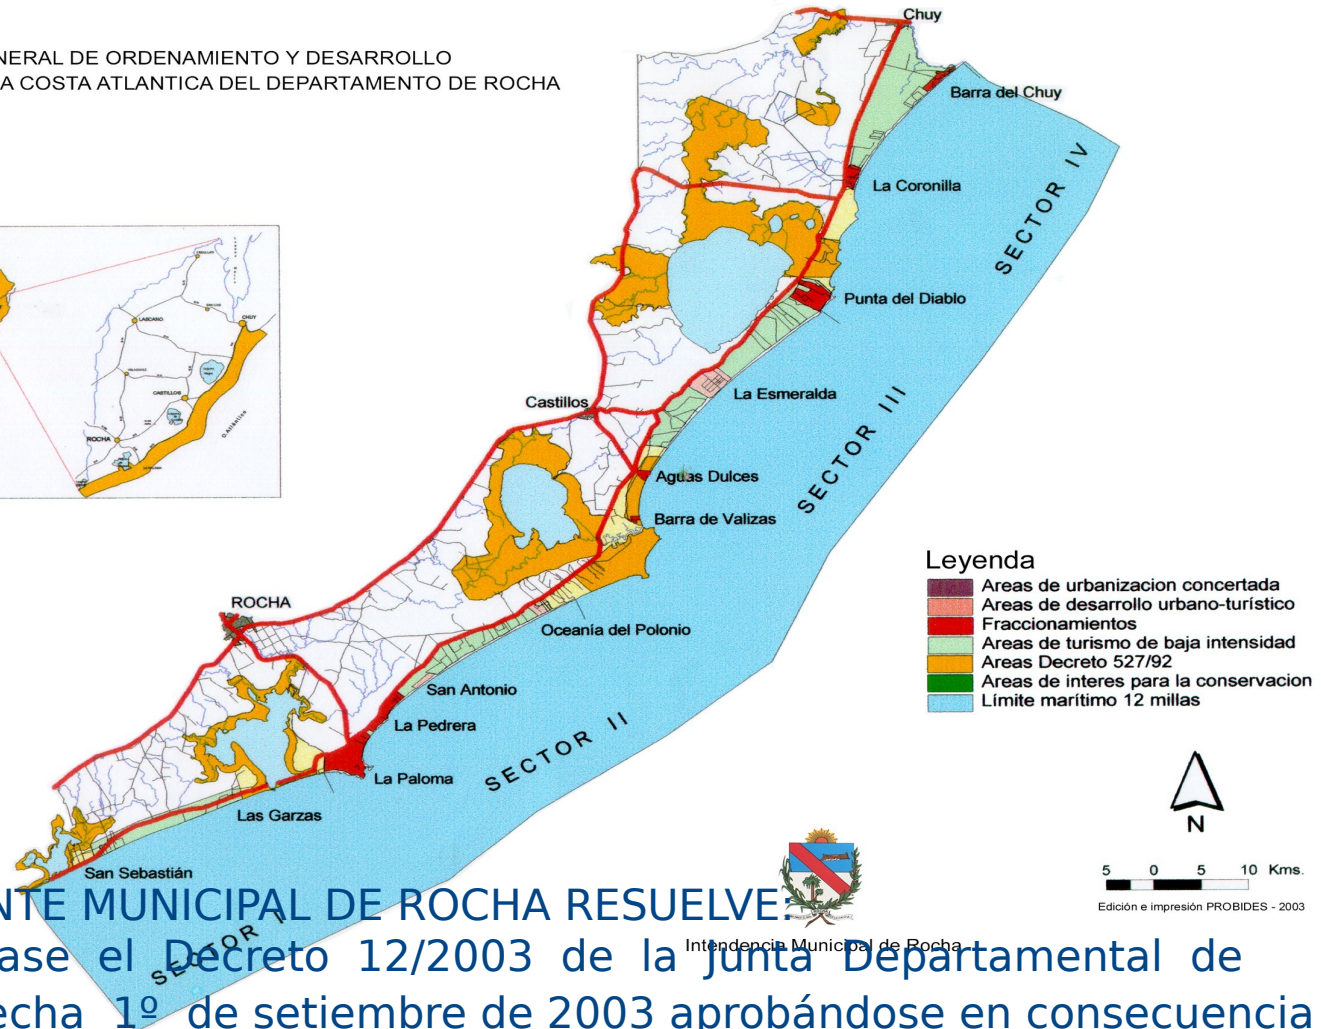 NERAL DE ORDENAMIENTO Y DESARROLLO
A COSTA ATLANTICA DEL DEPARTAMENTO DE ROCHA
Chuy
Barra del Chuy
La Coronilla
SECTOR IV
Punta del Diablo
La Esmeralda
SECTOR III
Castillos
Aguas Dulces
Barra de Valizas
Oceanía del Polonio
ROCHA
San Antonio
La Pedrera
La Paloma
SECTOR II
Las Garzas
San Sebastián
SECTOR I
CHUY
LASCANO
CASTILLOS
ROCHA
Leyenda
Areas de urbanizacion concertada
Areas de desarrollo urbano-turístico
Fraccionamientos
Areas de turismo de baja intensidad
Areas Decreto 527/92
Areas de interes para la conservacion
Límite marítimo 12 millas
N
5 0 5 10 Kms.
Edición e impresión PROBIDES - 2003
Intendencia Municipal de Rocha
NTE MUNICIPAL DE ROCHA RESUELVE:
ase el Decreto 12/2003 de la Junta Departamental de
echa 1º de setiembre de 2003 aprobándose en consecuencia